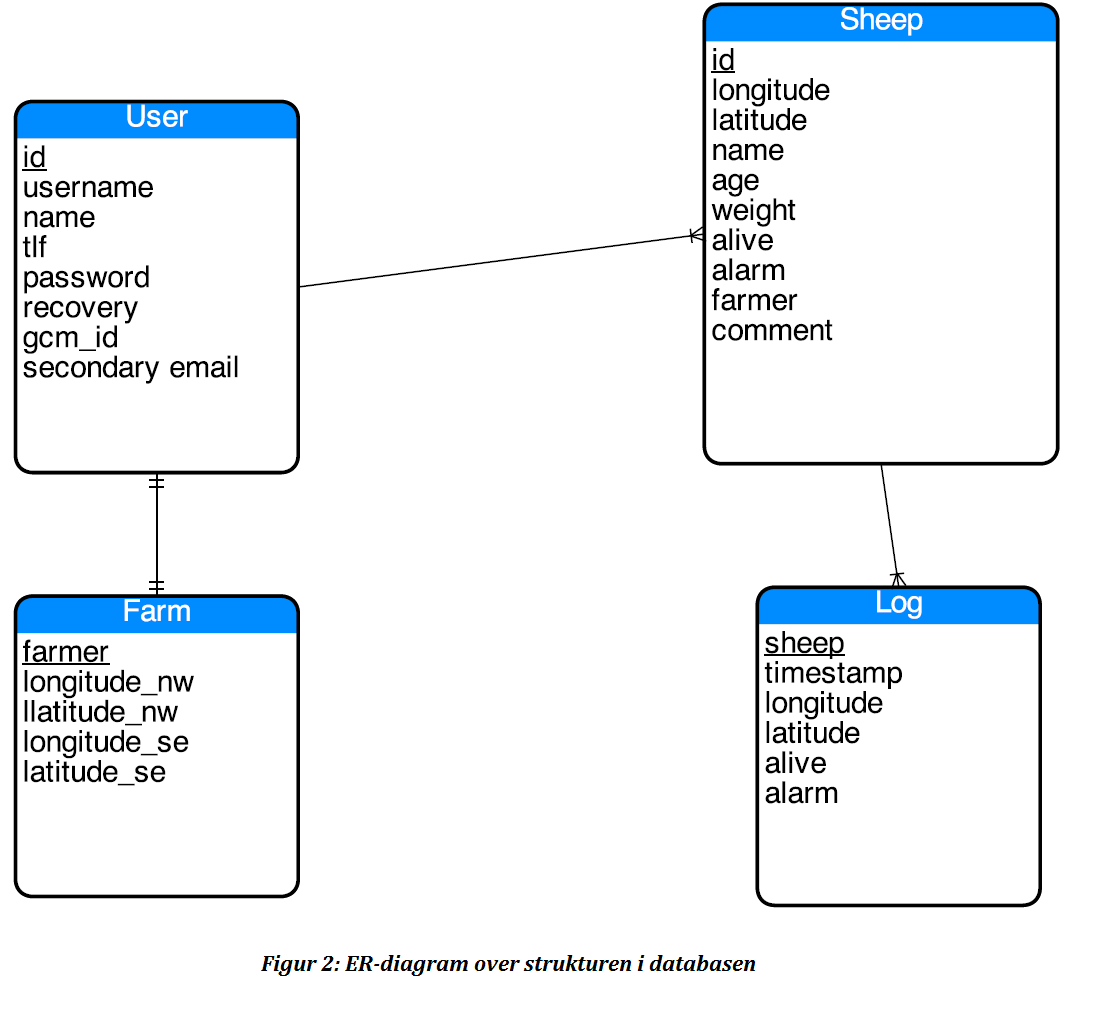 User
id
username
name
tlf
password
recovery
gcm_id
secondary email
Sheep
id
longitude
latitude
name
age
weight
alive
alarm
farmer
comment
Farm
farmer
longitude_nw
llatitude_nw
longitude_se
latitude_se
Log
sheep
timestamp
longitude
latitude
alive
alarm
Figur 2: ER-diagram over strukturen i databasen